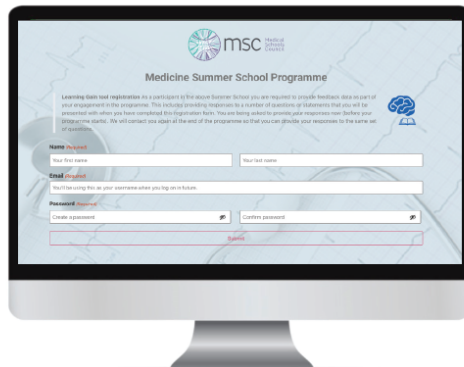 msc Medical
Schools
Council
Medicine Summer School Programme
Learning Gain tool registration As a participant in the above Summer School you are required to provide feedback data as part of
your engagement in the programme. This includes providing responses to a number of questions or statements that you will be
presented with when you have completed this registration form. You are being asked to provide your responses now (before your
programme starts). We will contact you again at the end of the programme so that you can provide your responses to the same set
of questions.
Name (Required)
Your first name
Your last name
Email (Required)
You'll be using this as your username when you log on in future.
Password (Required)
Create a password
Confirm password
Register